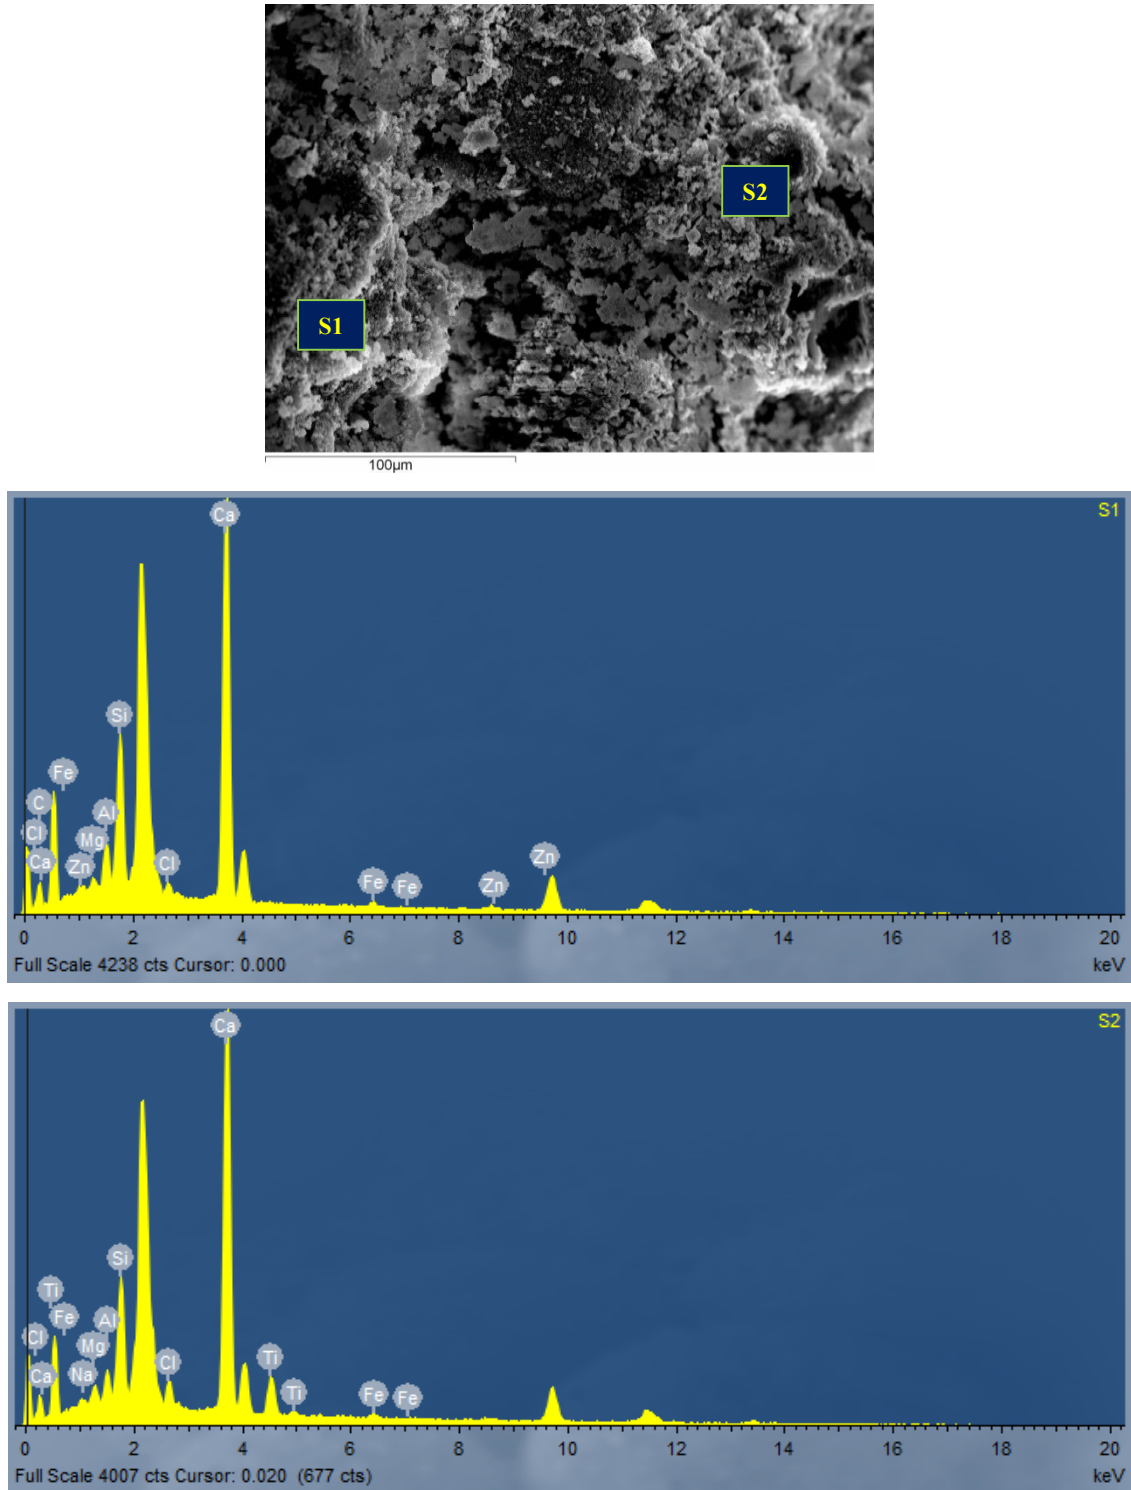 S2
S1
100µm
S1
Ca
Si
Fe
C
Al
Cl
Mg
Ca
Zn
Cl
Zn
Fe
Fe
Zn
0 2 4 6 8 10 12 14 16 18 20
Full Scale 4238 cts Cursor: 0.000 keV
S2
Ca
Si
Ti
Fe
Al
Cl
Mg
Ca
Na
Cl
Ti
Ti
Fe
Fe
0 2 4 6 8 10 12 14 16 18 20
Full Scale 4007 cts Cursor: 0.020 (677 cts) keV